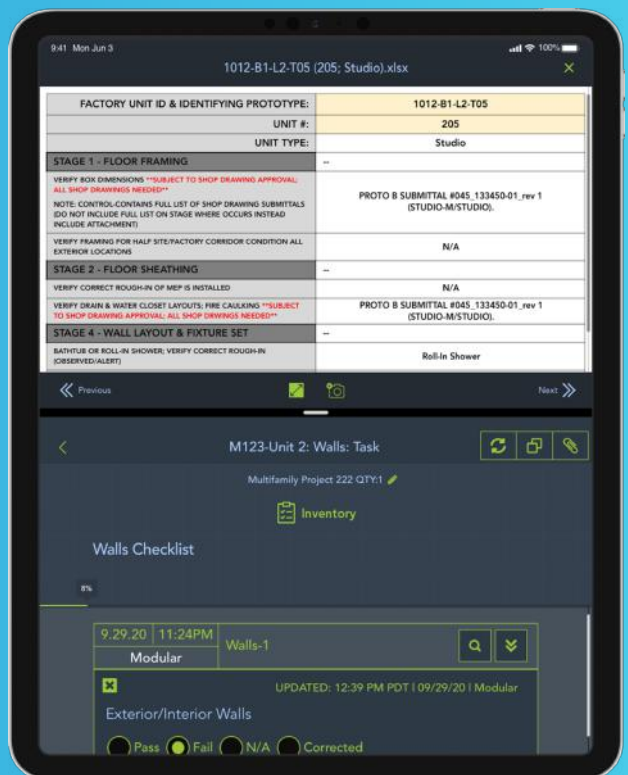 9:41 Mon Jun 3
100%
1012-B1-L2-T05 (205; Studio).xlsx
FACTORY UNIT ID & IDENTIFYING PROTOTYPE: 1012-B1-L2-T05
UNIT #: 205
UNIT TYPE: Studio
STAGE 1 - FLOOR FRAMING --
VERIFY BOX DIMENSIONS **SUBJECT TO SHOP DRAWING APPROVAL;
ALL SHOP DRAWINGS NEEDED**
NOTE: CONTROL-CONTAINS FULL LIST OF SHOP DRAWING SUBMITTALS
(DO NOT INCLUDE FULL LIST ON STAGE WHERE OCCURS INSTEAD
INCLUDE ATTACHMENT)
PROTO B SUBMITTAL #045_133450-01_rev 1
(STUDIO-M/STUDIO).
VERIFY FRAMING FOR HALF SITE/FACTORY CORRIDOR CONDITION ALL
EXTERIOR LOCATIONS
N/A
STAGE 2 - FLOOR SHEATHING --
VERIFY CORRECT ROUGH-IN OF MEP IS INSTALLED N/A
VERIFY DRAIN & WATER CLOSET LAYOUTS; FIRE CAULKING **SUBJECT
TO SHOP DRAWING APPROVAL; ALL SHOP DRWINGS NEEDED**
PROTO B SUBMITTAL #045_133450-01_rev 1
(STUDIO-M/STUDIO).
STAGE 4 - WALL LAYOUT & FIXTURE SET --
BATHTUB OR ROLL-IN SHOWER; VERIFY CORRECT ROUGH-IN
(OBSERVED/ALERT)
Roll-In Shower
Previous
Next
M123-Unit 2: Walls: Task
Multifamily Project 222 QTY:1
Inventory
Walls Checklist
8%
9.29.20 11:24PM
Modular
Walls-1
UPDATED: 12:39 PM PDT | 09/29/20 | Modular
Exterior/Interior Walls
Pass Fail N/A Corrected